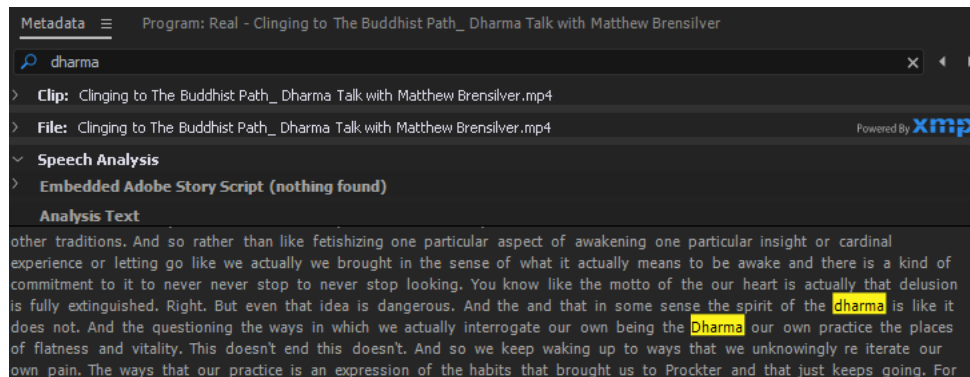 Metadata Program: Real - Clinging to The Buddhist Path_ Dharma Talk with Matthew Brensilver
dharma
Clip: Clinging to The Buddhist Path_ Dharma Talk with Matthew Brensilver.mp4
File: Clinging to The Buddhist Path_ Dharma Talk with Matthew Brensilver.mp4 Powered By xmp
Speech Analysis
Embedded Adobe Story Script (nothing found)
Analysis Text
other traditions. And so rather than like fetishizing one particular aspect of awakening one particular insight or cardinal
experience or letting go like we actually we brought in the sense of what it actually means to be awake and there is a kind of
commitment to it to never never stop to never stop looking. You know like the motto of the our heart is actually that delusion
is fully extinguished. Right. But even that idea is dangerous. And the and that in some sense the spirit of the dharma is like it
does not. And the questioning the ways in which we actually interrogate our own being the Dharma our own practice the places
of flatness and vitality. This doesn't end this doesn't. And so we keep waking up to ways that we unknowingly re iterate our
own pain. The ways that our practice is an expression of the habits that brought us to Prockter and that just keeps going. For